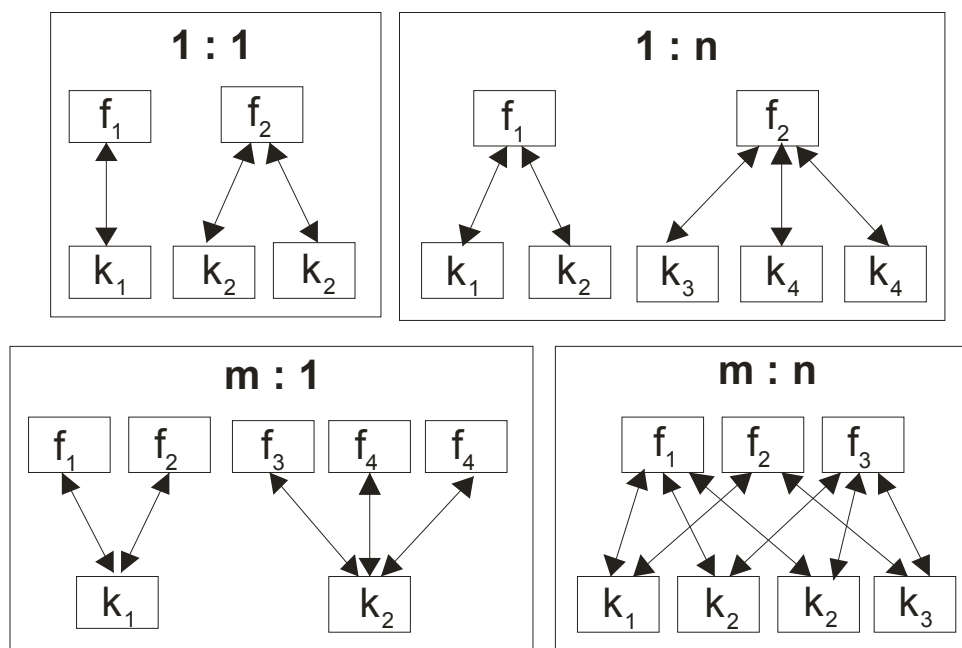 1 : 1
f₁ f₂
k₁ k₂ k₂
1 : n
f₁ f₂
k₁ k₂ k₃ k₄ k₄
m : 1
f₁ f₂ f₃ f₄ f₄
k₁ k₂
m : n
f₁ f₂ f₃
k₁ k₂ k₂ k₃